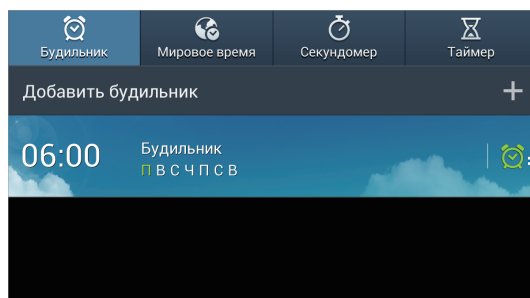 Будильник
Мировое время
Секундомер
Таймер
Добавить будильник
06:00
Будильник
П В С Ч П С В